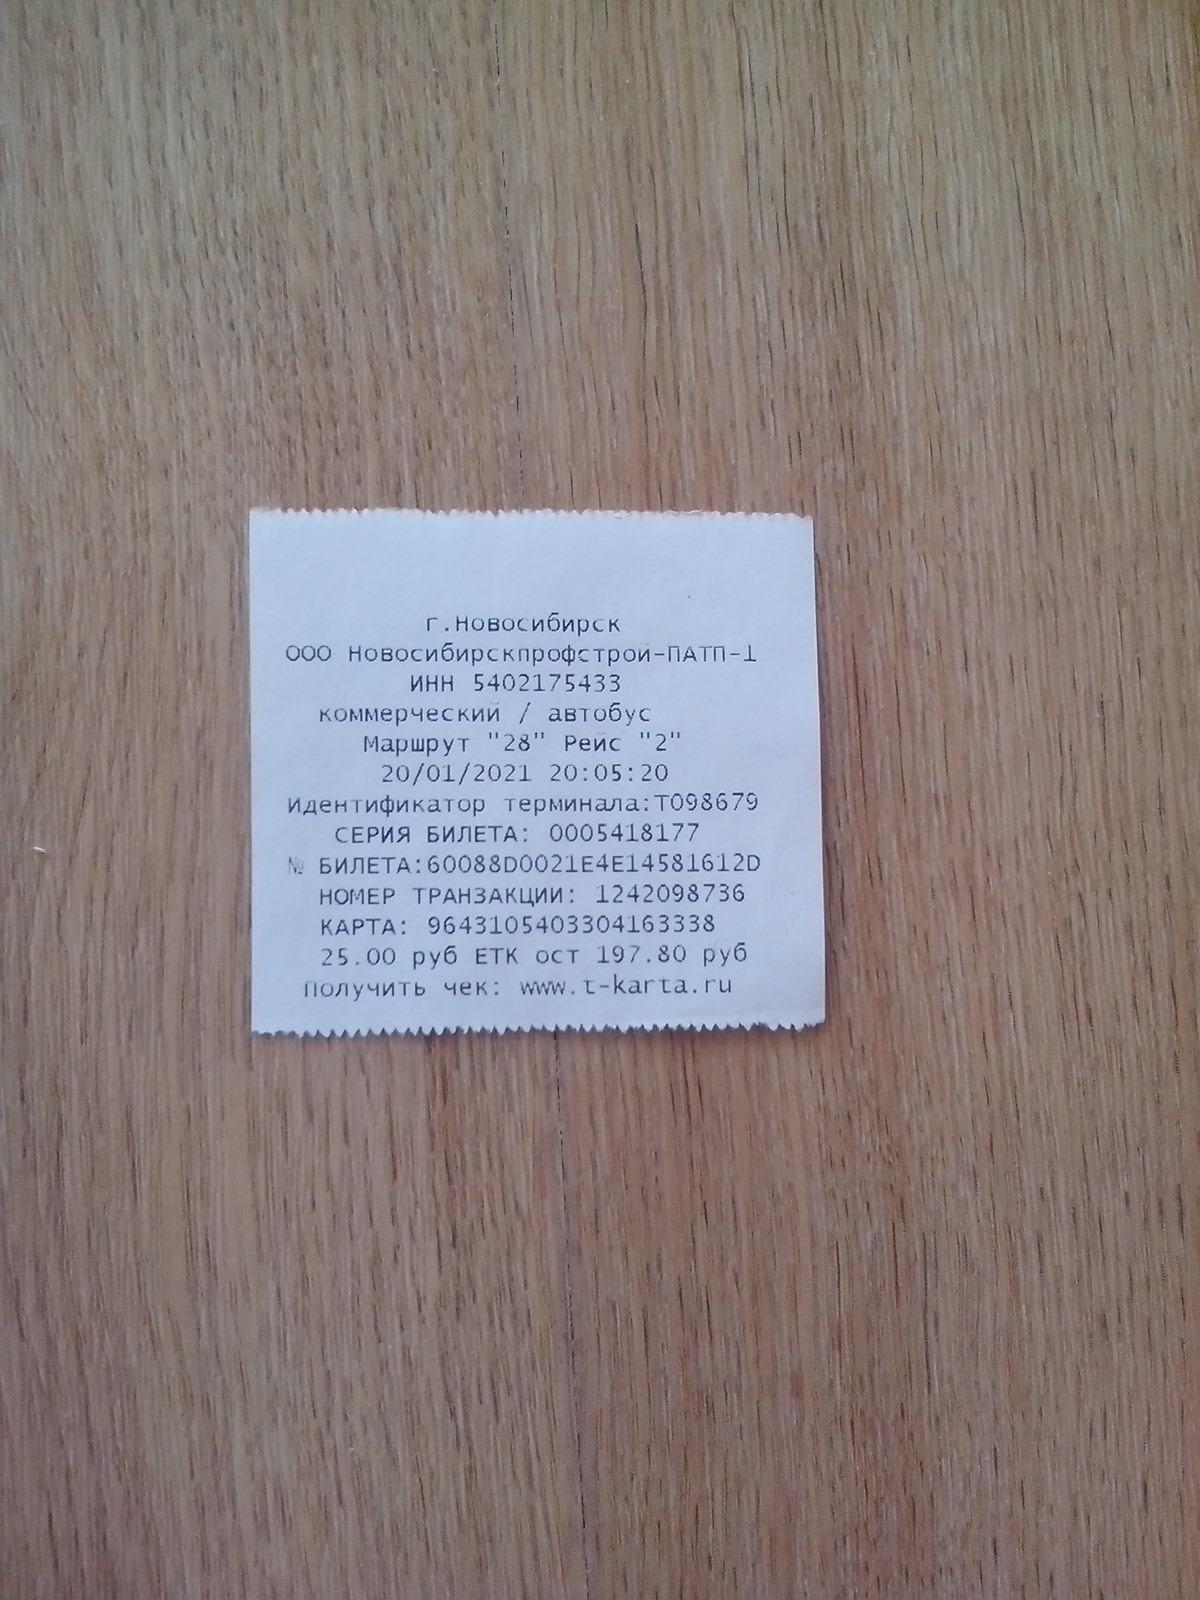 г.Новосибирск
ООО Новосибирскпрофстрой-ПАТП-1
ИНН 5402175433
коммерческий / автобус
Маршрут "28" Рейс "2"
20/01/2021 20:05:20
Идентификатор терминала:T098679
СЕРИЯ БИЛЕТА: 0005418177
№ БИЛЕТА:60088D0021E4E14581612D
НОМЕР ТРАНЗАКЦИИ: 1242098736
КАРТА: 9643105403304163338
25.00 руб ЕТК ост 197.80 руб
Получить чек: www.t-karta.ru